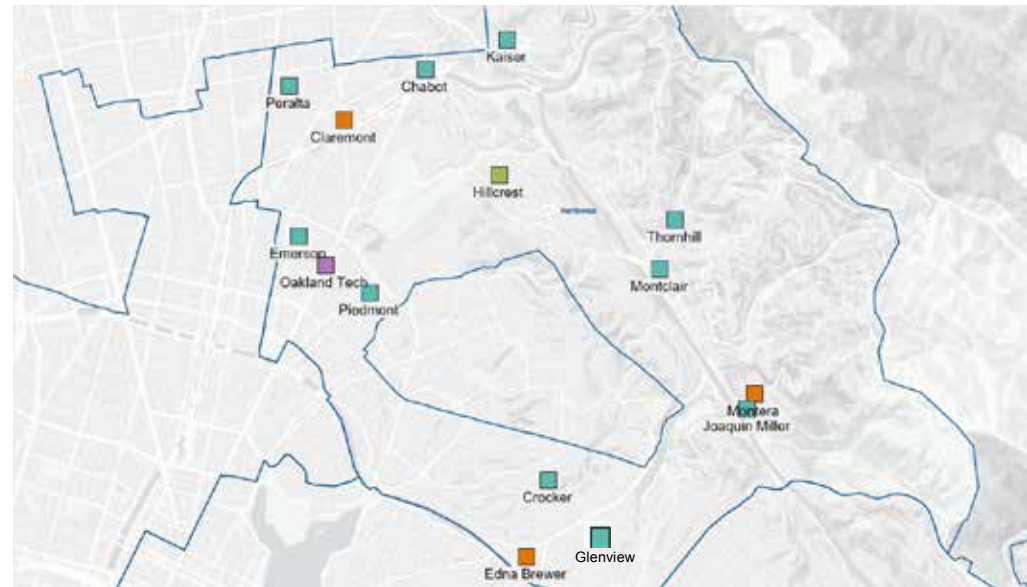 Kaiser
Chabot
Peralta
Claremont
Hillcrest
Thornhill
Emerson
Oakland Tech
Montclair
Piedmont
Montera
Joaquin Miller
Crocker
Glenview
Edna Brewer